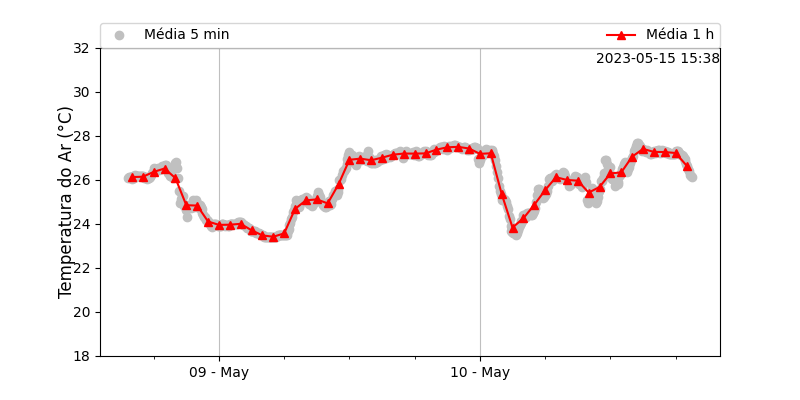 Média 5 min
Média 1 h
2023-05-15 15:38
Temperatura do Ar (°C)
32
30
28
26
24
22
20
18
09 - May
10 - May